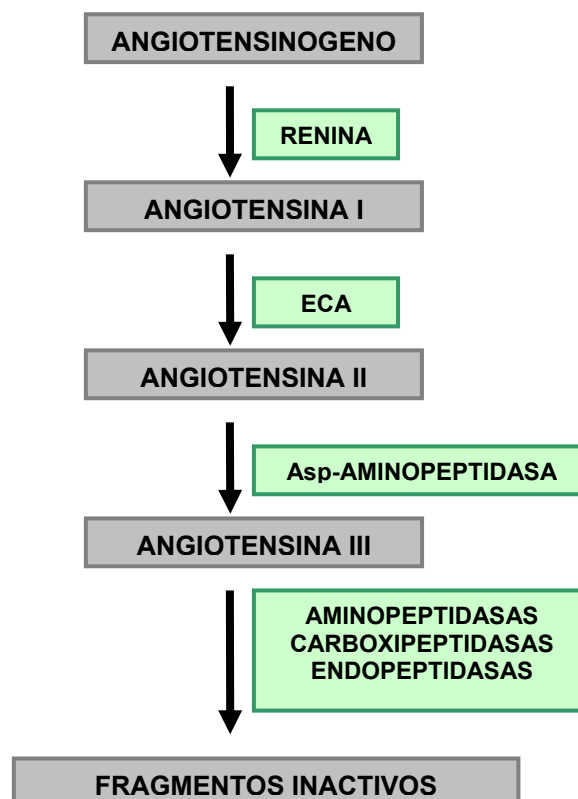 ANGIOTENSINOGENO
RENINA
ANGIOTENSINA I
ECA
ANGIOTENSINA II
Asp-AMINOPEPTIDASA
ANGIOTENSINA III
AMINOPEPTIDASAS
CARBOXIPEPTIDASAS
ENDOPEPTIDASAS
FRAGMENTOS INACTIVOS